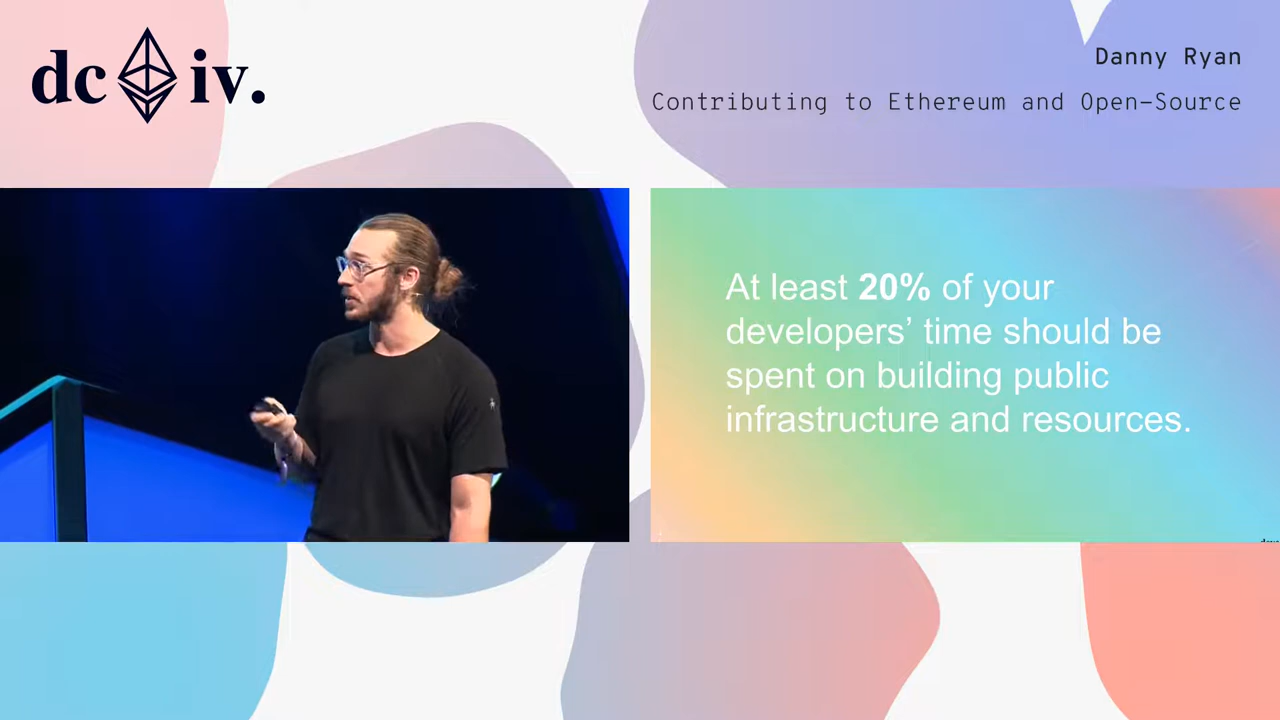 dc iv.
Danny Ryan
Contributing to Ethereum and Open-Source
At least 20% of your
developers’ time should be
spent on building public
infrastructure and resources.